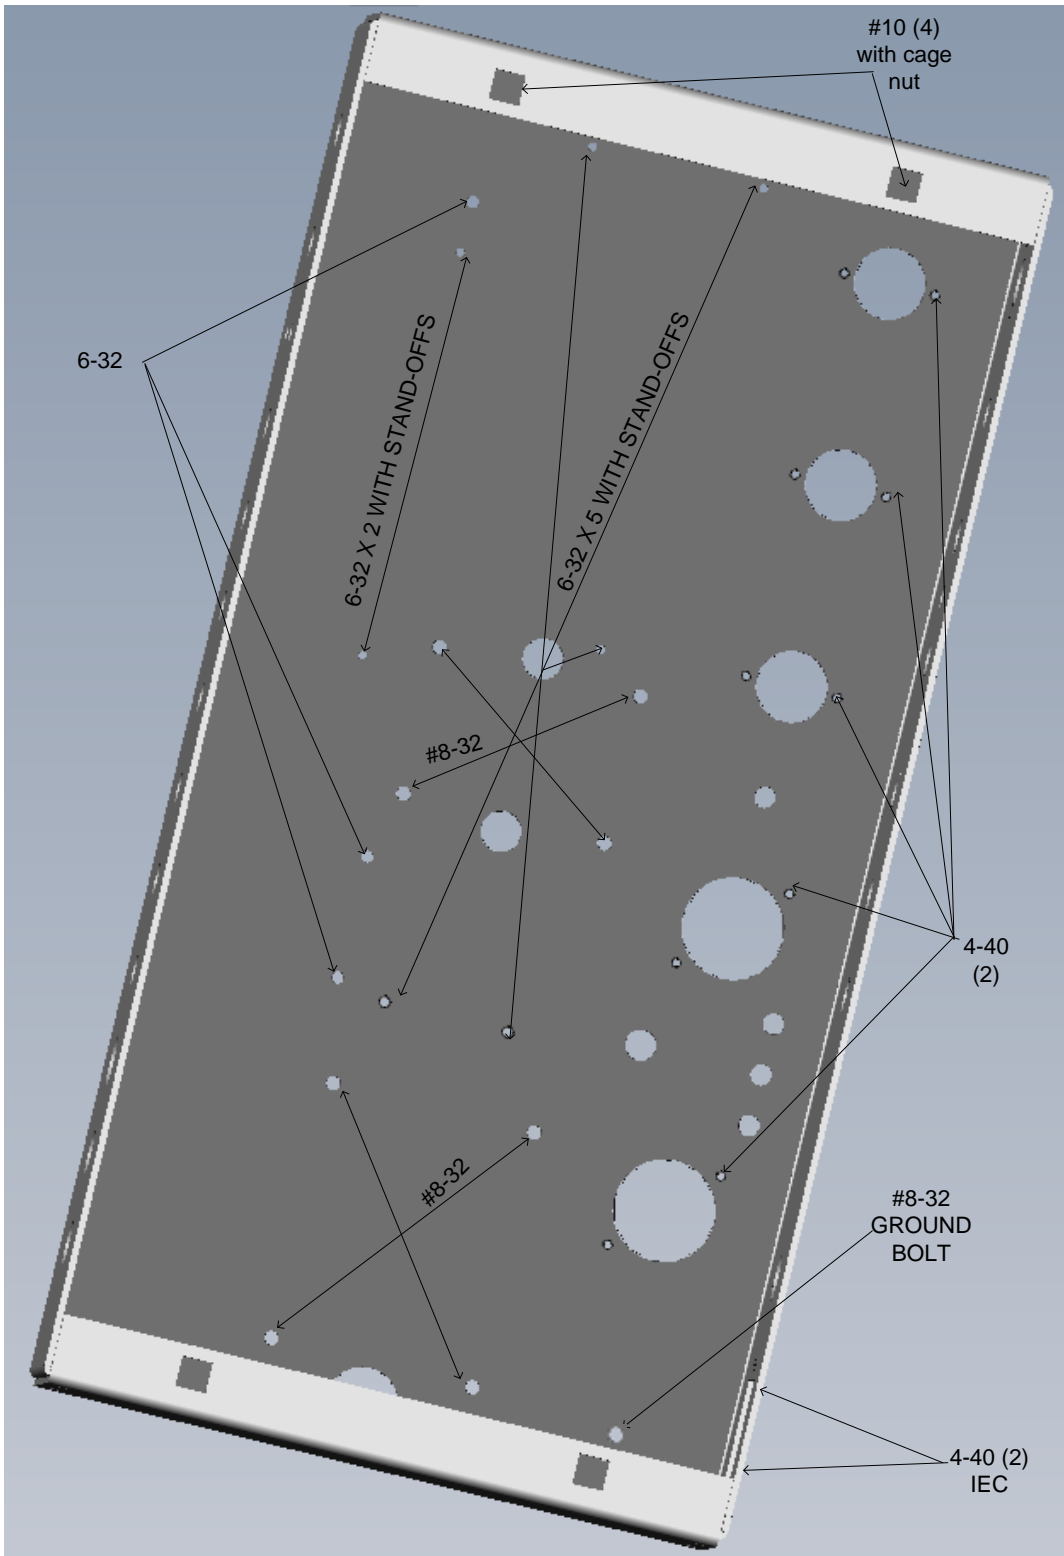 #10 (4)
with cage
nut
6-32
6-32 X 2 WITH STAND-OFFS
6-32 X 5 WITH STAND-OFFS
#8-32
4-40
(2)
#8-32
#8-32
GROUND
BOLT
4-40 (2)
IEC